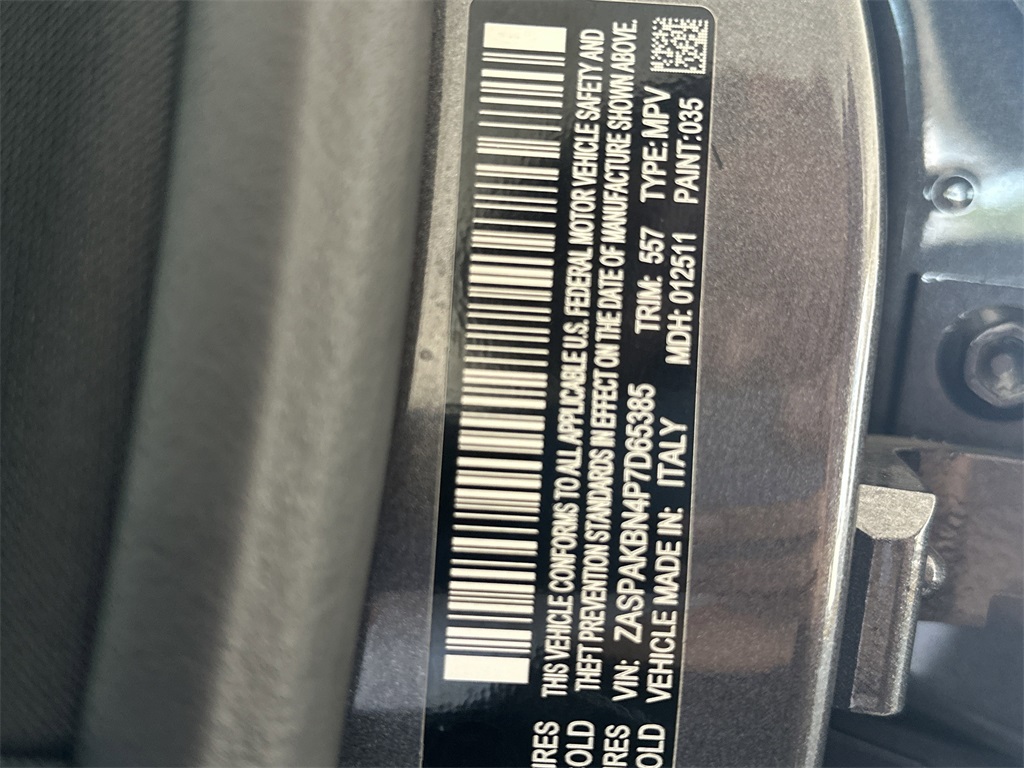 THIS VEHICLE CONFORMS TO ALL APPLICABLE U.S. FEDERAL MOTOR VEHICLE SAFETY AND
THEFT PREVENTION STANDARDS IN EFFECT ON THE DATE OF MANUFACTURE SHOWN ABOVE.
VIN: ZASPAKBN4P7D65385 TRIM: 557 TYPE:MPV
VEHICLE MADE IN: ITALY MDH: 012511 PAINT:035
IRES
OLD
IRES
OLD